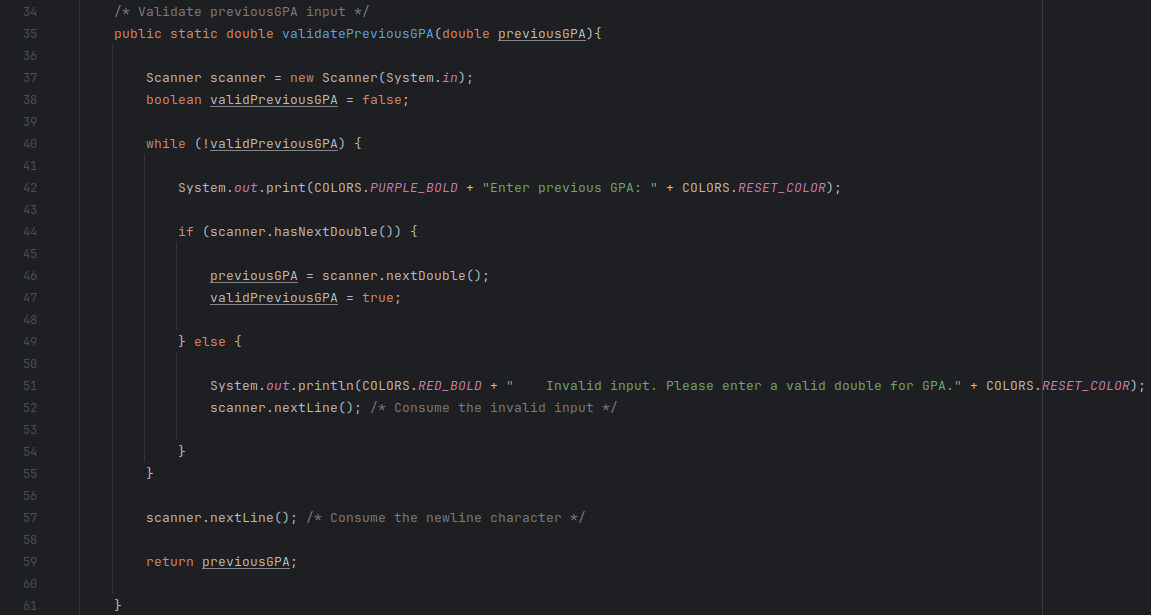 34 /* Validate previousGPA input */
35 public static double validatePreviousGPA(double previousGPA){
36
37 Scanner scanner = new Scanner(System.in);
38 boolean validPreviousGPA = false;
39
40 while (!validPreviousGPA) {
41
42 System.out.print(COLORS.PURPLE_BOLD + "Enter previous GPA: " + COLORS.RESET_COLOR);
43
44 if (scanner.hasNextDouble()) {
45
46 previousGPA = scanner.nextDouble();
47 validPreviousGPA = true;
48
49 } else {
50
51 System.out.println(COLORS.RED_BOLD + "    Invalid input. Please enter a valid double for GPA." + COLORS.RESET_COLOR);
52 scanner.nextLine(); /* Consume the invalid input */
53
54 }
55 }
56
57 scanner.nextLine(); /* Consume the newline character */
58
59 return previousGPA;
60
61 }